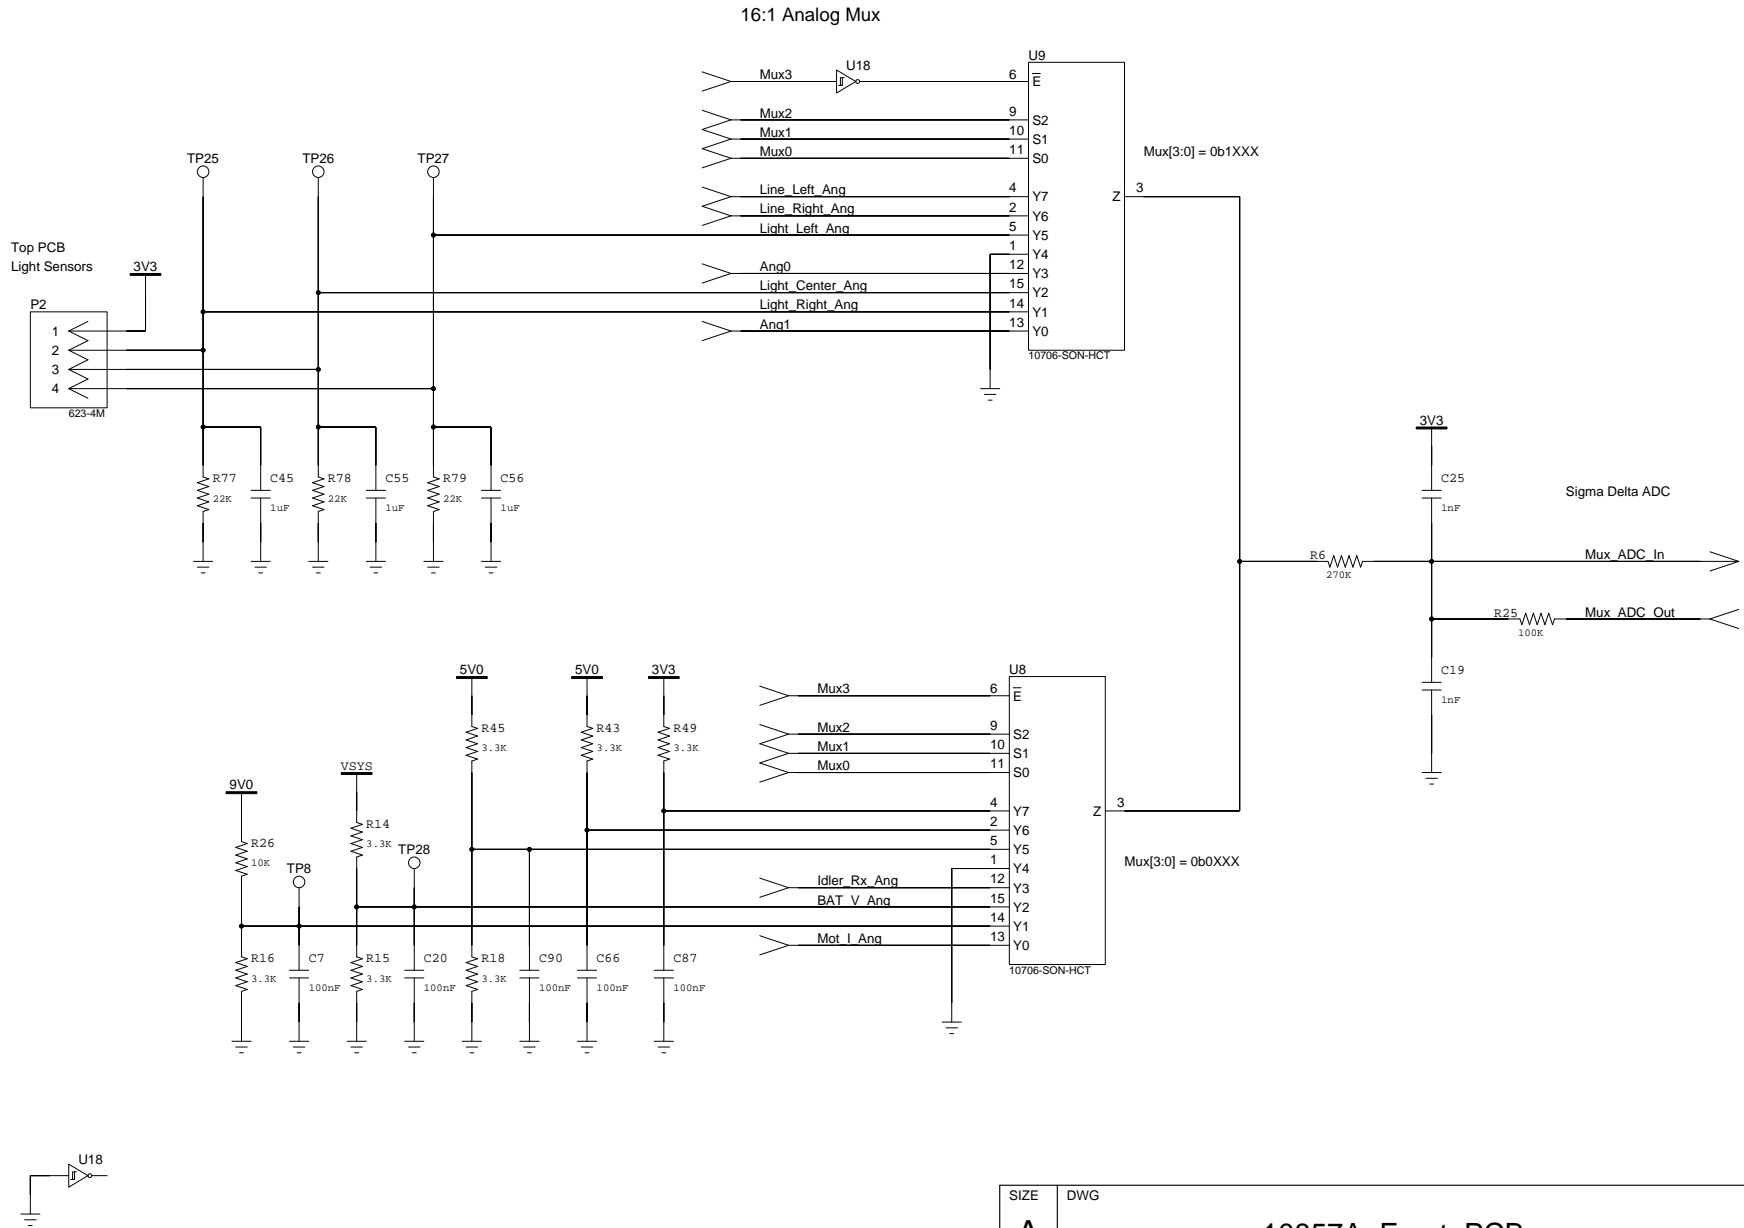 16:1 Analog Mux
U9
Mux3
U18
6
E
Mux2
9
S2
Mux1
10
S1
Mux0
11
S0
Mux[3:0] = 0b1XXX
Line_Left_Ang
4
Y7
Z
3
Line_Right_Ang
2
Y6
Light_Left_Ang
5
Y5
1
Y4
Ang0
12
Y3
Light_Center_Ang
15
Y2
Light_Right_Ang
14
Y1
Ang1
13
Y0
10706-SON-HCT
TP25
TP26
TP27
Top PCB
Light Sensors
3V3
P2
1
2
3
4
623-4M
R77
22K
C45
1uF
R78
22K
C55
1uF
R79
22K
C56
1uF
3V3
C25
1nF
Sigma Delta ADC
R6
270K
Mux_ADC_In
R25
100K
Mux_ADC_Out
C19
1nF
5V0
5V0
3V3
R45
3.3K
R43
3.3K
R49
3.3K
VSYS
9V0
R14
3.3K
R26
10K
TP8
TP28
U8
Mux3
6
E
Mux2
9
S2
Mux1
10
S1
Mux0
11
S0
4
Y7
Z
3
2
Y6
5
Y5
1
Y4
Mux[3:0] = 0b0XXX
Idler_Rx_Ang
12
Y3
BAT_V_Ang
15
Y2
14
Y1
Mot_I_Ang
13
Y0
10706-SON-HCT
R16
3.3K
C7
100nF
R15
3.3K
C20
100nF
R18
3.3K
C90
100nF
C66
100nF
C87
100nF
U18
SIZE
DWG